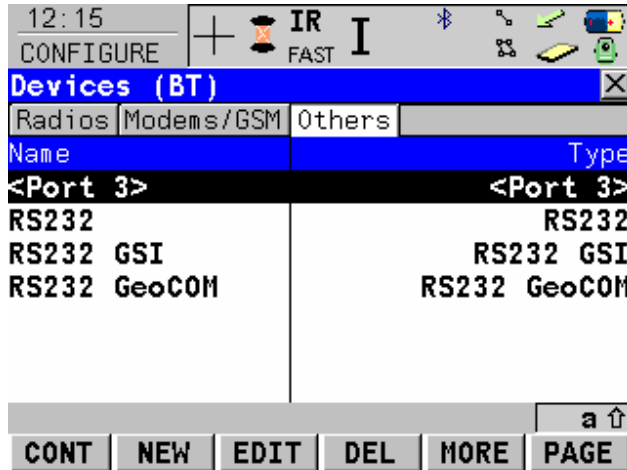 12:15
CONFIGURE
IR
FAST I
Devices (BT)
Radios Modems/GSM Others
Name Type
<Port 3> <Port 3>
RS232 RS232
RS232 GSI RS232 GSI
RS232 GeoCOM RS232 GeoCOM
a
CONT NEW EDIT DEL MORE PAGE